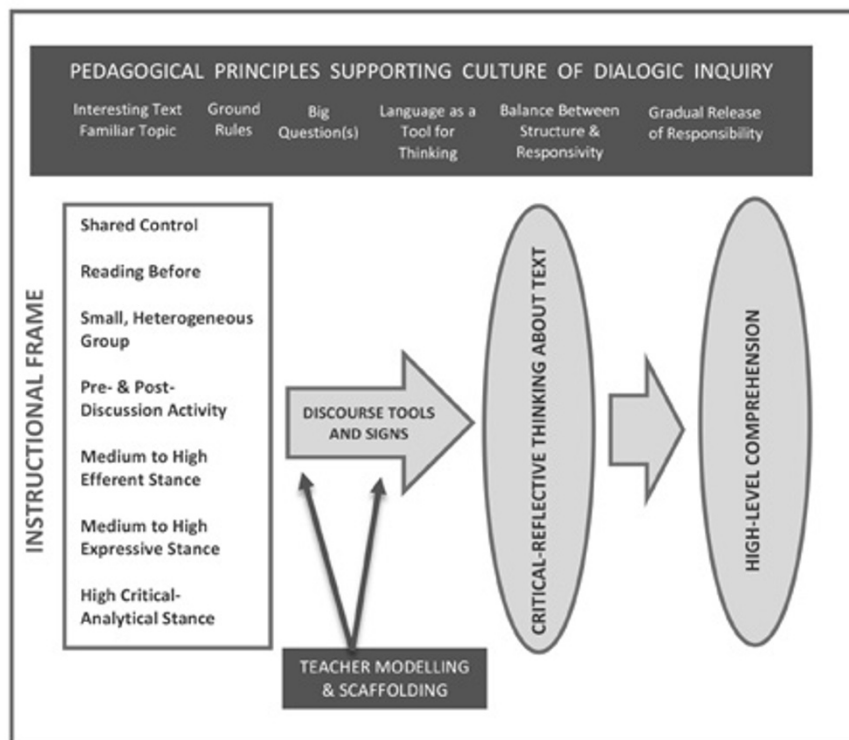 PEDAGOGICAL PRINCIPLES SUPPORTING CULTURE OF DIALOGIC INQUIRY
Interesting Text
Familiar Topic
Ground
Rules
Big
Question(s)
Language as a
Tool for
Thinking
Balance Between
Structure &
Responsivity
Gradual Release
of Responsibility
INSTRUCTIONAL FRAME
Shared Control
Reading Before
Small, Heterogeneous
Group
Pre- & Post-
Discussion Activity
Medium to High
Efferent Stance
Medium to High
Expressive Stance
High Critical-
Analytical Stance
DISCOURSE TOOLS
AND SIGNS
TEACHER MODELLING
& SCAFFOLDING
CRITICAL-REFLECTIVE THINKING ABOUT TEXT
HIGH-LEVEL COMPREHENSION